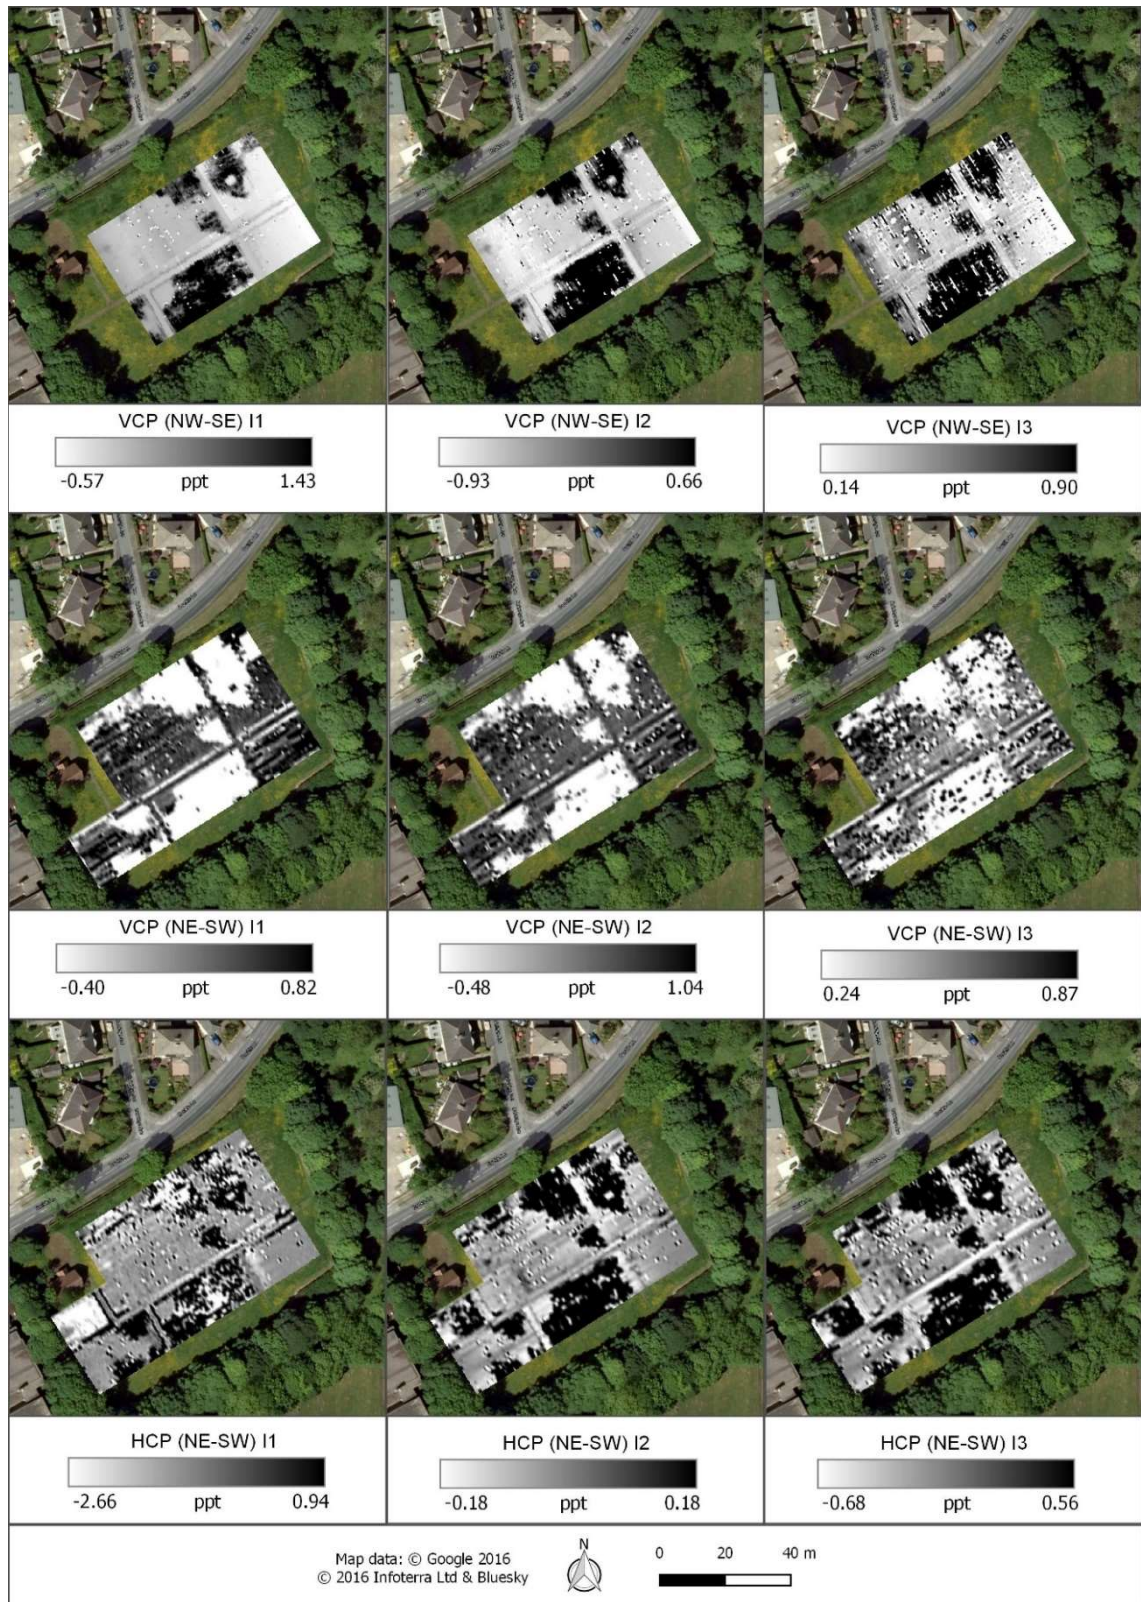 VCP (NW-SE) I1
-0.57 ppt 1.43
VCP (NW-SE) I2
-0.93 ppt 0.66
VCP (NW-SE) I3
0.14 ppt 0.90
VCP (NE-SW) I1
-0.40 ppt 0.82
VCP (NE-SW) I2
-0.48 ppt 1.04
VCP (NE-SW) I3
0.24 ppt 0.87
HCP (NE-SW) I1
-2.66 ppt 0.94
HCP (NE-SW) I2
-0.18 ppt 0.18
HCP (NE-SW) I3
-0.68 ppt 0.56
Map data: © Google 2016
© 2016 Infoterra Ltd & Bluesky
N
0 20 40 m